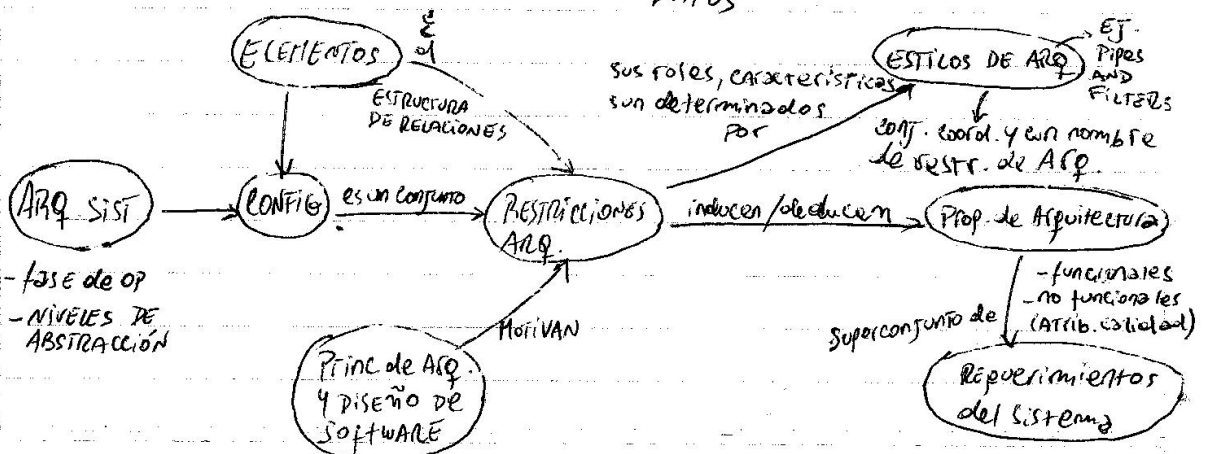 ELEMENTOS
ESTRUCTURA
DE RELACIONES
sus roles, características
son determinados
por
ESTILOS DE ARQ
EJ.
Pipes
AND
FILTERS
conj. coord. y con nombre
de restr. de Arq.
ARQ SIST
- fase de op
- NIVELES DE
ABSTRACCIÓN
CONFIG
es un conjunto
RESTRICCIONES
ARQ.
inducen/deducen
Prop. de Arquitectura
- funcionales
- no funcionales
(Atrib. calidad)
Superconjunto de
Requerimientos
del sistema
MOTIVAN
Princ de Arq.
y DISEÑO DE
SOFTWARE